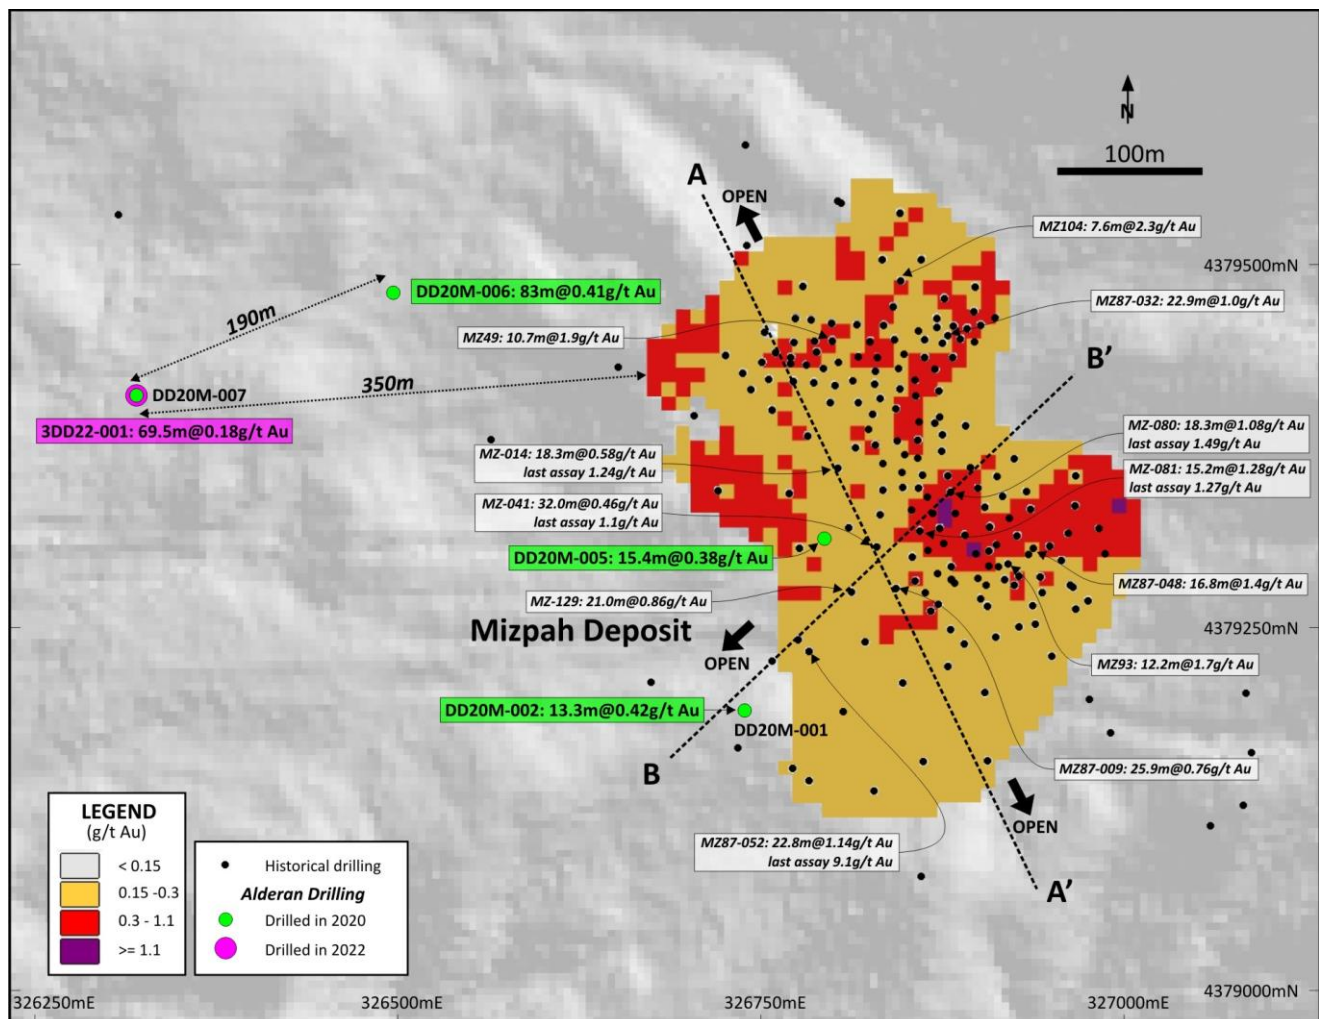 A
OPEN
N
100m
MZ104: 7.6m@2.3g/t Au
4379500mN
DD20M-006: 83m@0.41g/t Au
190m
MZ87-032: 22.9m@1.0g/t Au
MZ49: 10.7m@1.9g/t Au
B'
350m
DD20M-007
3DD22-001: 69.5m@0.18g/t Au
MZ-080: 18.3m@1.08g/t Au
last assay 1.49g/t Au
MZ-014: 18.3m@0.58g/t Au
last assay 1.24g/t Au
MZ-081: 15.2m@1.28g/t Au
last assay 1.27g/t Au
MZ-041: 32.0m@0.46g/t Au
last assay 1.1g/t Au
DD20M-005: 15.4m@0.38g/t Au
MZ87-048: 16.8m@1.4g/t Au
MZ-129: 21.0m@0.86g/t Au
Mizpah Deposit
4379250mN
OPEN
MZ93: 12.2m@1.7g/t Au
DD20M-002: 13.3m@0.42g/t Au
DD20M-001
B
MZ87-009: 25.9m@0.76g/t Au
OPEN
MZ87-052: 22.8m@1.14g/t Au
last assay 9.1g/t Au
A'
LEGEND
(g/t Au)
< 0.15
0.15 -0.3
0.3 - 1.1
>= 1.1
Historical drilling
Alderan Drilling
Drilled in 2020
Drilled in 2022
326250mE
326500mE
326750mE
327000mE
4379000mN